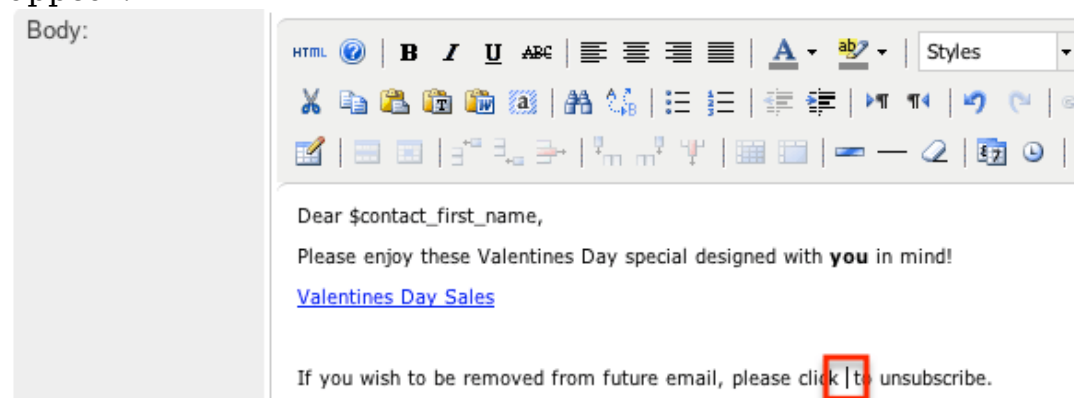 Body:
HTML B I U ABC A ab Styles
Dear $contact_first_name,
Please enjoy these Valentines Day special designed with you in mind!
Valentines Day Sales
If you wish to be removed from future email, please click to unsubscribe.